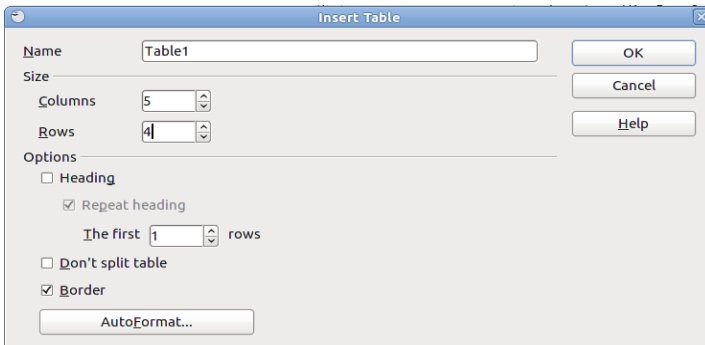 Insert Table
Name Table1 OK
Size
Cancel
Columns 5
Rows 4 Help
Options
Heading
Repeat heading
The first 1 rows
Don't split table
Border
AutoFormat...